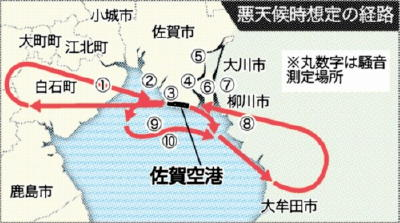 悪天候時想定の経路
※丸数字は騒音
測定場所
小城市
佐賀市
大町町
江北町
大川市
白石町
柳川市
①
②
③
④
⑤
⑥
⑦
⑧
⑨
⑩
佐賀空港
鹿島市
大牟田市